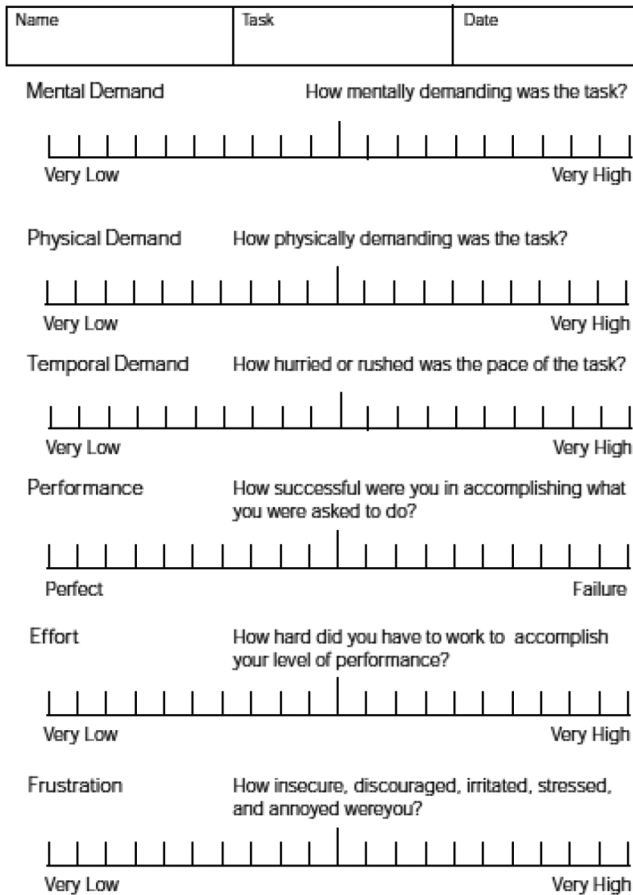 Name Task Date
Mental Demand How mentally demanding was the task?
Very Low Very High
Physical Demand How physically demanding was the task?
Very Low Very High
Temporal Demand How hurried or rushed was the pace of the task?
Very Low Very High
Performance How successful were you in accomplishing what
you were asked to do?
Perfect Failure
Effort How hard did you have to work to accomplish
your level of performance?
Very Low Very High
Frustration How insecure, discouraged, irritated, stressed,
and annoyed wereyou?
Very Low Very High